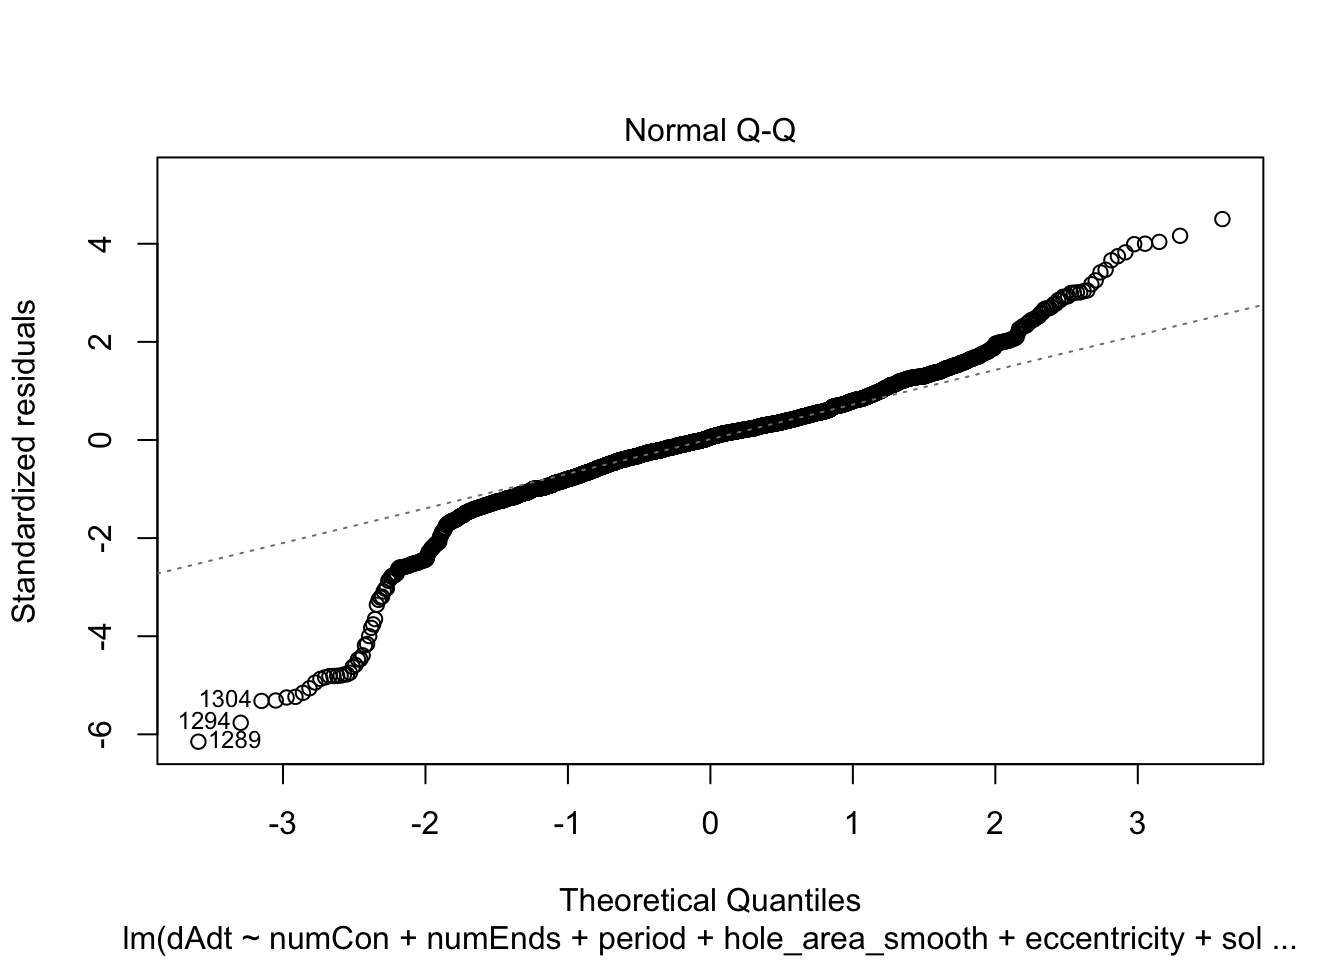 Normal Q-Q
Standardized residuals
4
2
0
-2
-4
-6
1304
1294
1289
-3 -2 -1 0 1 2 3
Theoretical Quantiles
lm(dAdt ~ numCon + numEnds + period + hole_area_smooth + eccentricity + sol ...